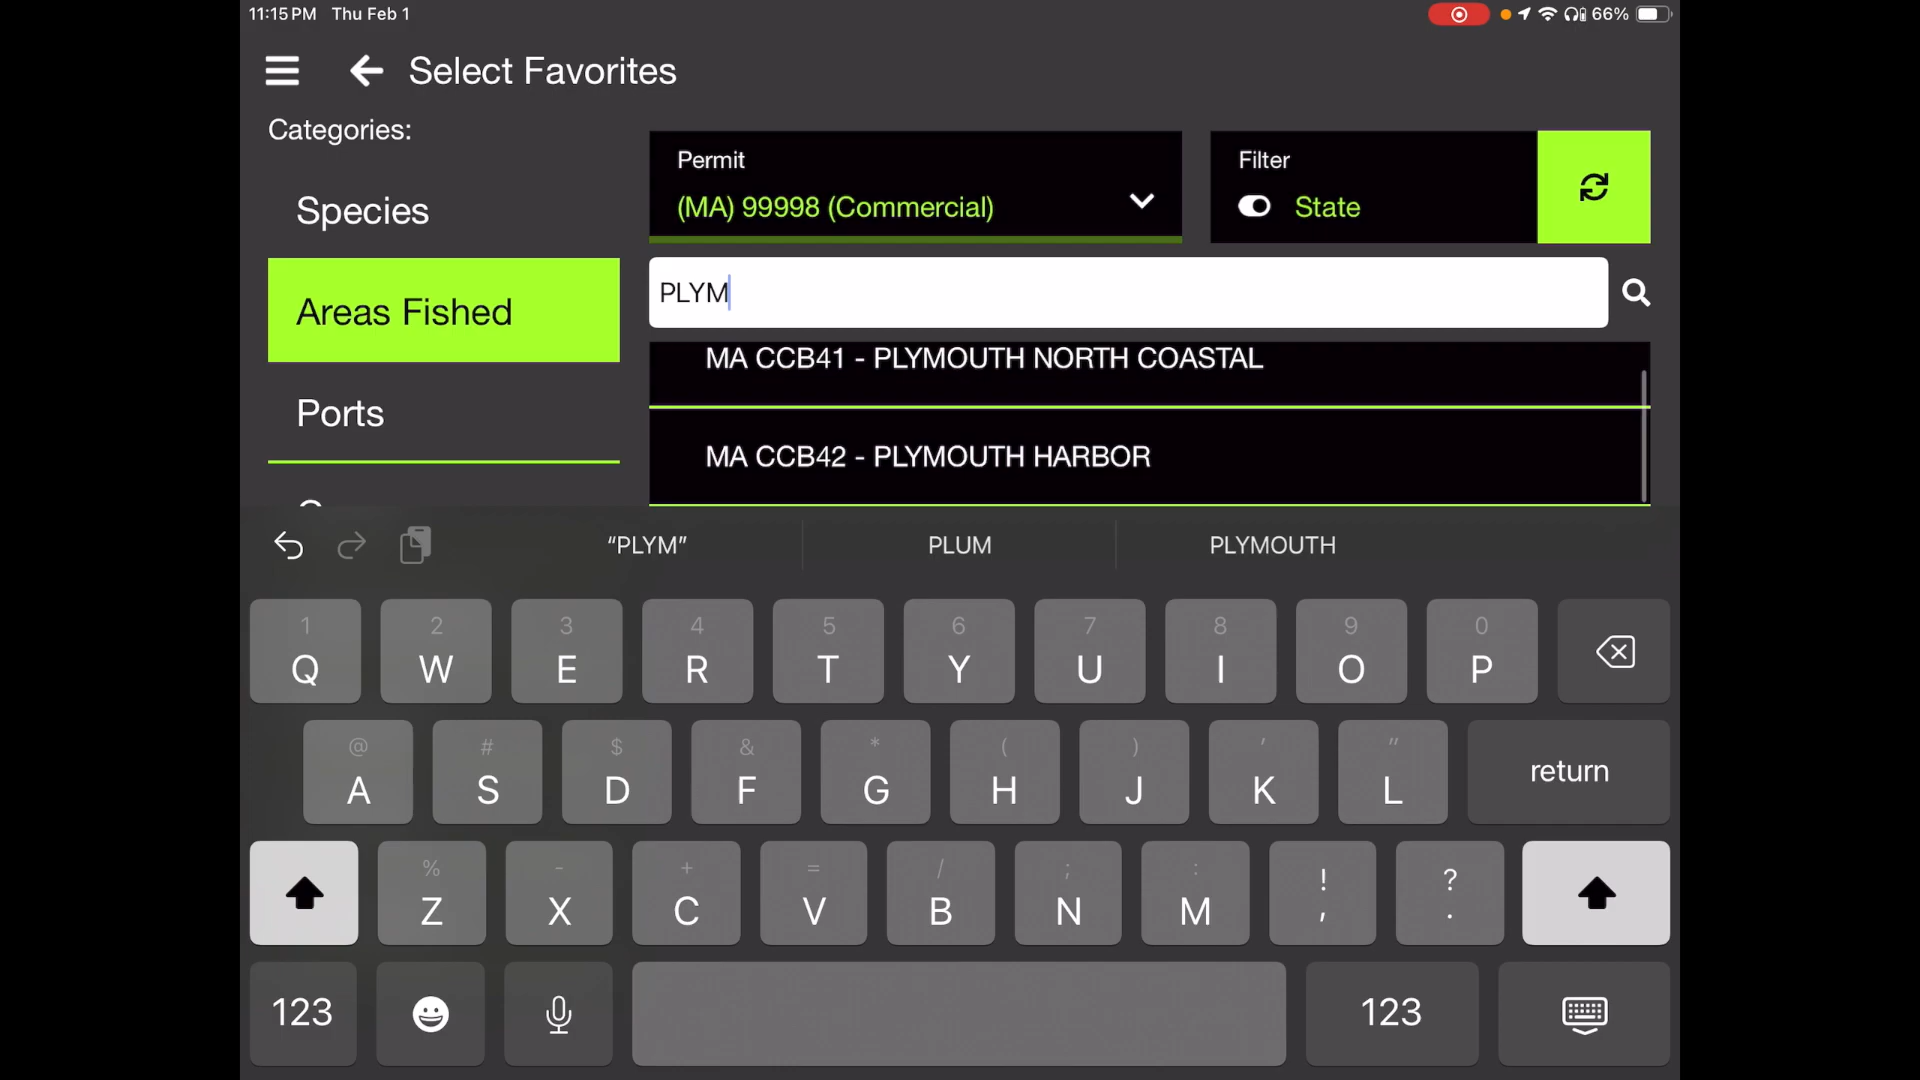 11:15 PM Thu Feb 1
66%
Select Favorites
Categories:
Species
Areas Fished
Ports
Permit
(MA) 99998 (Commercial)
Filter
State
PLYM
MA CCB41 - PLYMOUTH NORTH COASTAL
MA CCB42 - PLYMOUTH HARBOR
“PLYM” PLUM PLYMOUTH
1 2 3 4 5 6 7 8 9 0
Q W E R T Y U I O P
@ # $ & * ( ) ' "
A S D F G H J K L return
% - + = / ; : ! ?
Z X C V B N M , .
123 123